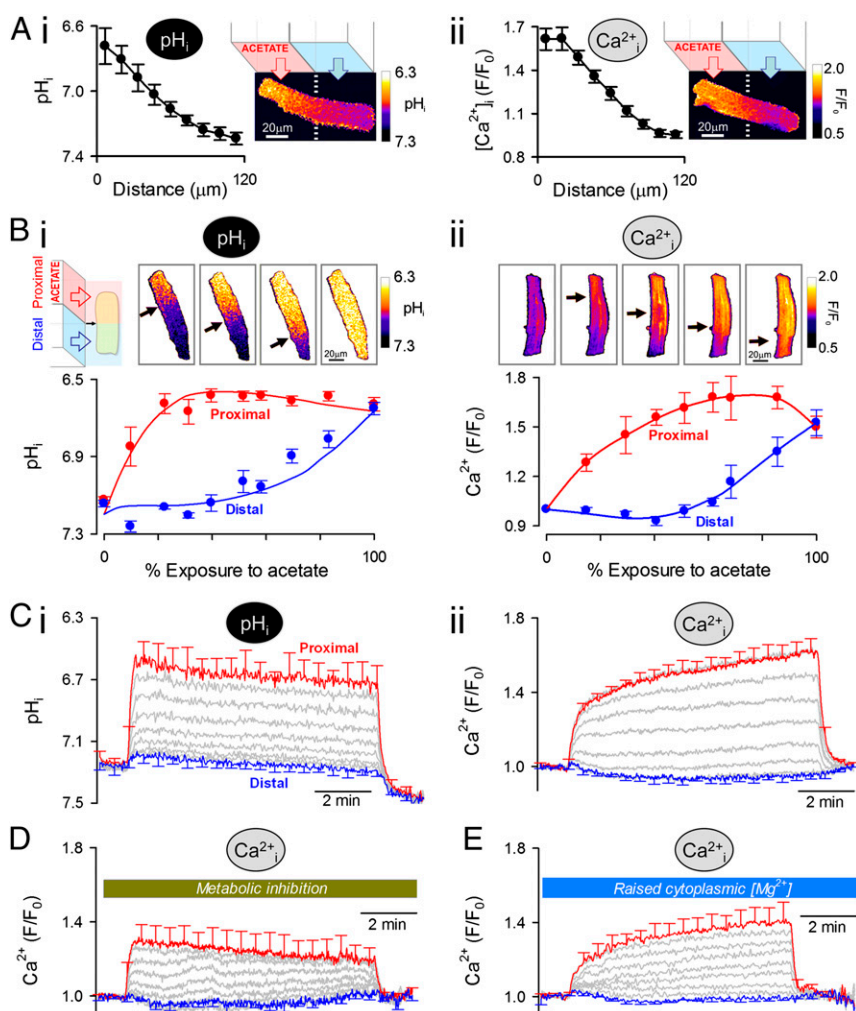 A i pHi
6.6
7.0
7.4
pHi
0 60 120
Distance (μm)
ACETATE
20μm
6.3
pHi
7.3
ii Ca2+i
1.7
1.4
1.1
0.8
[Ca2+]i (F/F0)
0 60 120
Distance (μm)
ACETATE
20μm
2.0
F/F0
0.5
B i pHi
Proximal
Distal
ACETATE
20μm
6.3
pHi
7.3
6.5
6.9
7.3
pHi
Proximal
Distal
0 100
% Exposure to acetate
ii Ca2+i
20μm
2.0
F/F0
0.5
1.8
1.5
1.2
0.9
Ca2+ (F/F0)
Proximal
Distal
0 100
% Exposure to acetate
C i pHi
6.3
6.7
7.1
7.5
pHi
Proximal
Distal
2 min
ii Ca2+i
1.8
1.4
1.0
Ca2+ (F/F0)
2 min
D Ca2+i
1.8
1.4
1.0
Ca2+ (F/F0)
Metabolic inhibition
2 min
E Ca2+i
1.8
1.4
1.0
Ca2+ (F/F0)
Raised cytoplasmic [Mg2+]
2 min